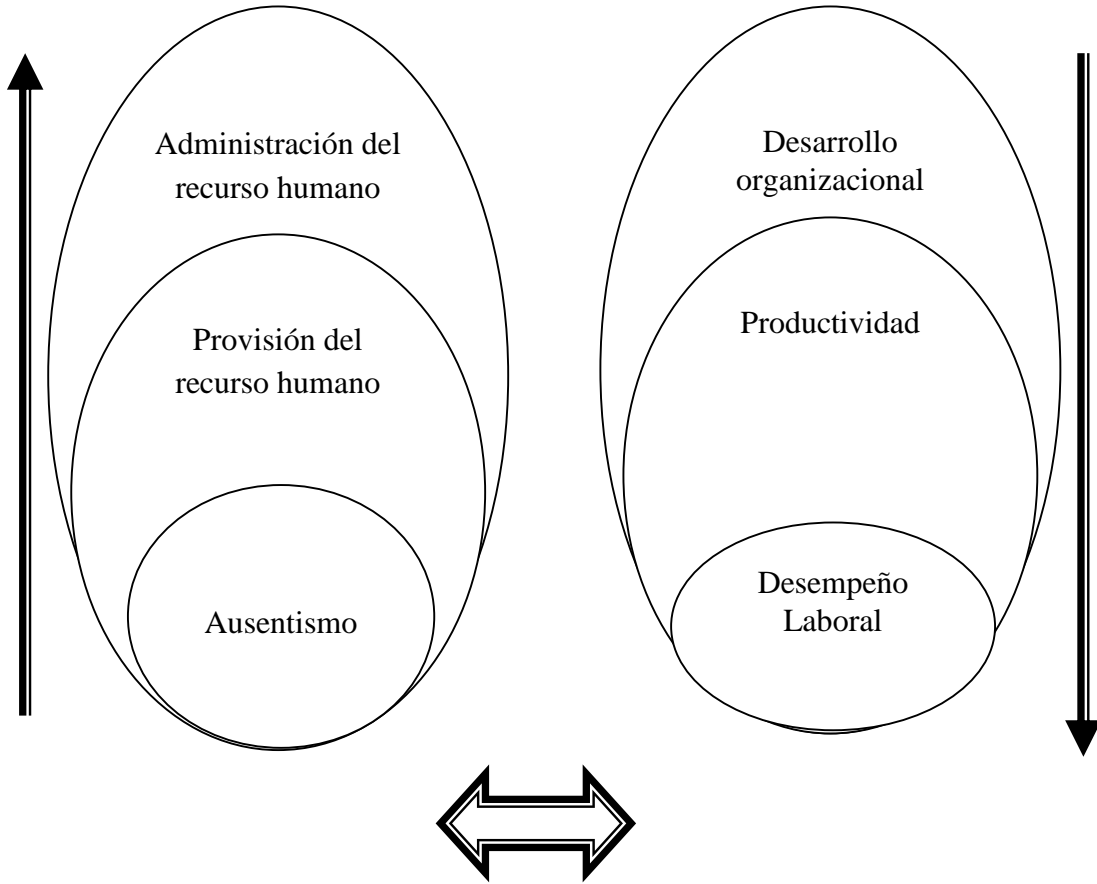 Administración del
recurso humano
Provisión del
recurso humano
Ausentismo
Desarrollo
organizacional
Productividad
Desempeño
Laboral